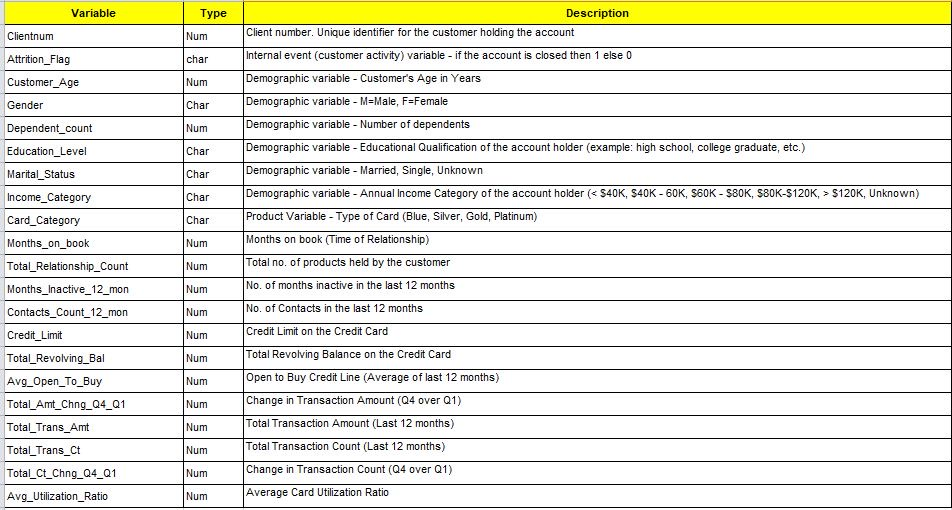 Variable Type Description
Clientnum Num Client number. Unique identifier for the customer holding the account
Attrition_Flag char Internal event (customer activity) variable - if the account is closed then 1 else 0
Customer_Age Num Demographic variable - Customer's Age in Years
Gender Char Demographic variable - M=Male, F=Female
Dependent_count Num Demographic variable - Number of dependents
Education_Level Char Demographic variable - Educational Qualification of the account holder (example: high school, college graduate, etc.)
Marital_Status Char Demographic variable - Married, Single, Unknown
Income_Category Char Demographic variable - Annual Income Category of the account holder (< $40K, $40K - 60K, $60K - $80K, $80K-$120K, > $120K, Unknown)
Card_Category Char Product Variable - Type of Card (Blue, Silver, Gold, Platinum)
Months_on_book Num Months on book (Time of Relationship)
Total_Relationship_Count Num Total no. of products held by the customer
Months_Inactive_12_mon Num No. of months inactive in the last 12 months
Contacts_Count_12_mon Num No. of Contacts in the last 12 months
Credit_Limit Num Credit Limit on the Credit Card
Total_Revolving_Bal Num Total Revolving Balance on the Credit Card
Avg_Open_To_Buy Num Open to Buy Credit Line (Average of last 12 months)
Total_Amt_Chng_Q4_Q1 Num Change in Transaction Amount (Q4 over Q1)
Total_Trans_Amt Num Total Transaction Amount (Last 12 months)
Total_Trans_Ct Num Total Transaction Count (Last 12 months)
Total_Ct_Chng_Q4_Q1 Num Change in Transaction Count (Q4 over Q1)
Avg_Utilization_Ratio Num Average Card Utilization Ratio